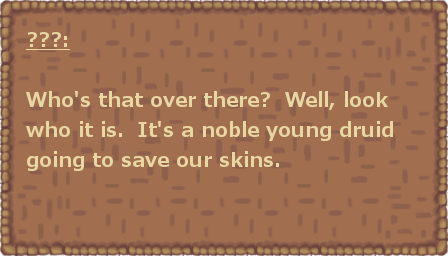 ???:
Who's that over there?  Well, look
who it is.  It's a noble young druid
going to save our skins.